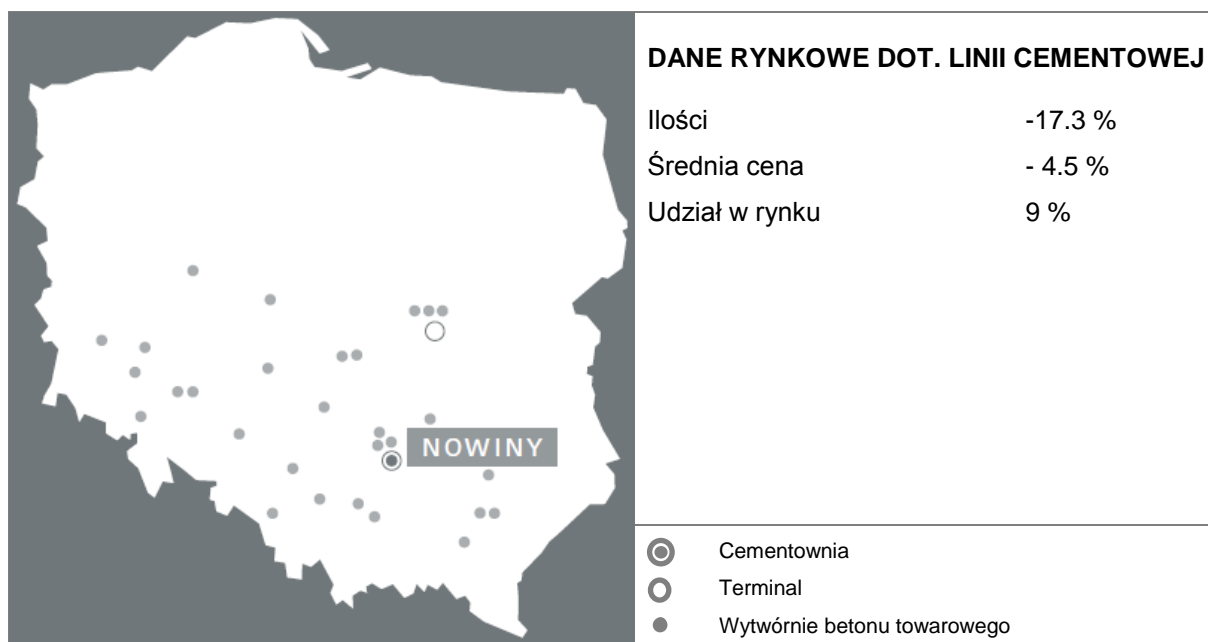 DANE RYNKOWE DOT. LINII CEMENTOWEJ
Ilości -17.3 %
Średnia cena - 4.5 %
Udział w rynku 9 %
NOWINY
Cementownia
Terminal
Wytwórnie betonu towarowego